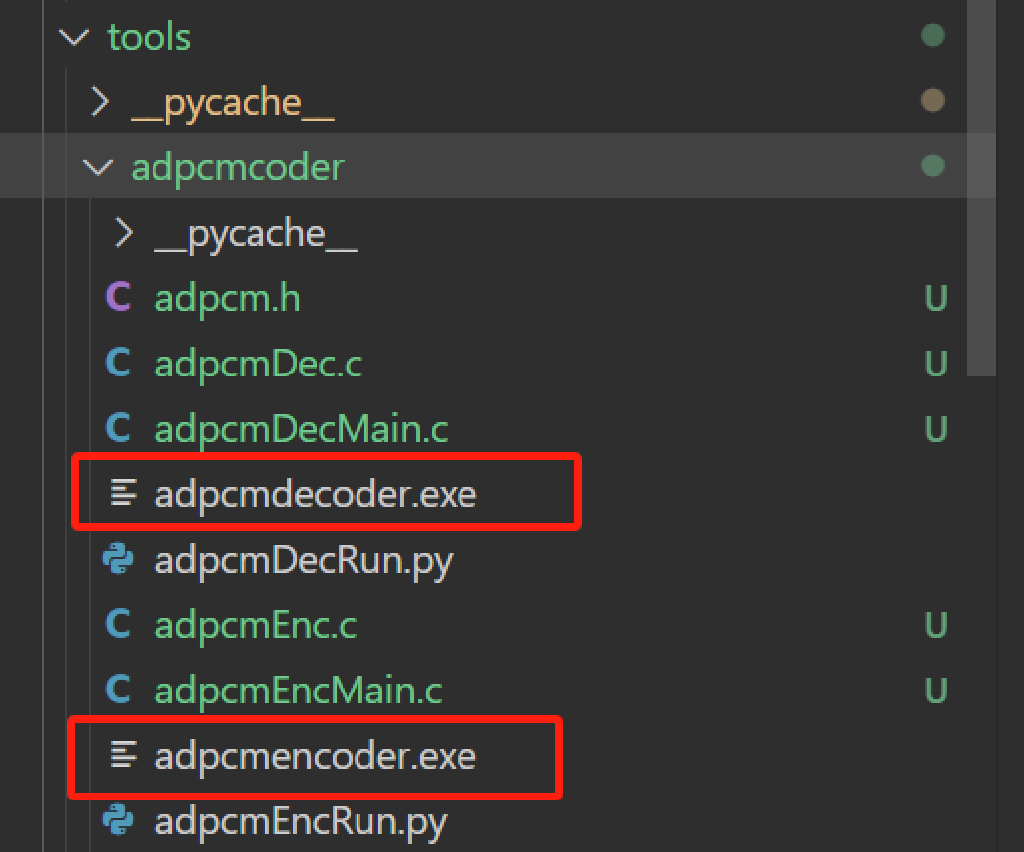 tools
__pycache__
adpcmcoder
__pycache__
C adpcm.h U
C adpcmDec.c U
C adpcmDecMain.c U
adpcmdecoder.exe
adpcmDecRun.py
C adpcmEnc.c U
C adpcmEncMain.c U
adpcmencoder.exe
adpcmEncRun.py